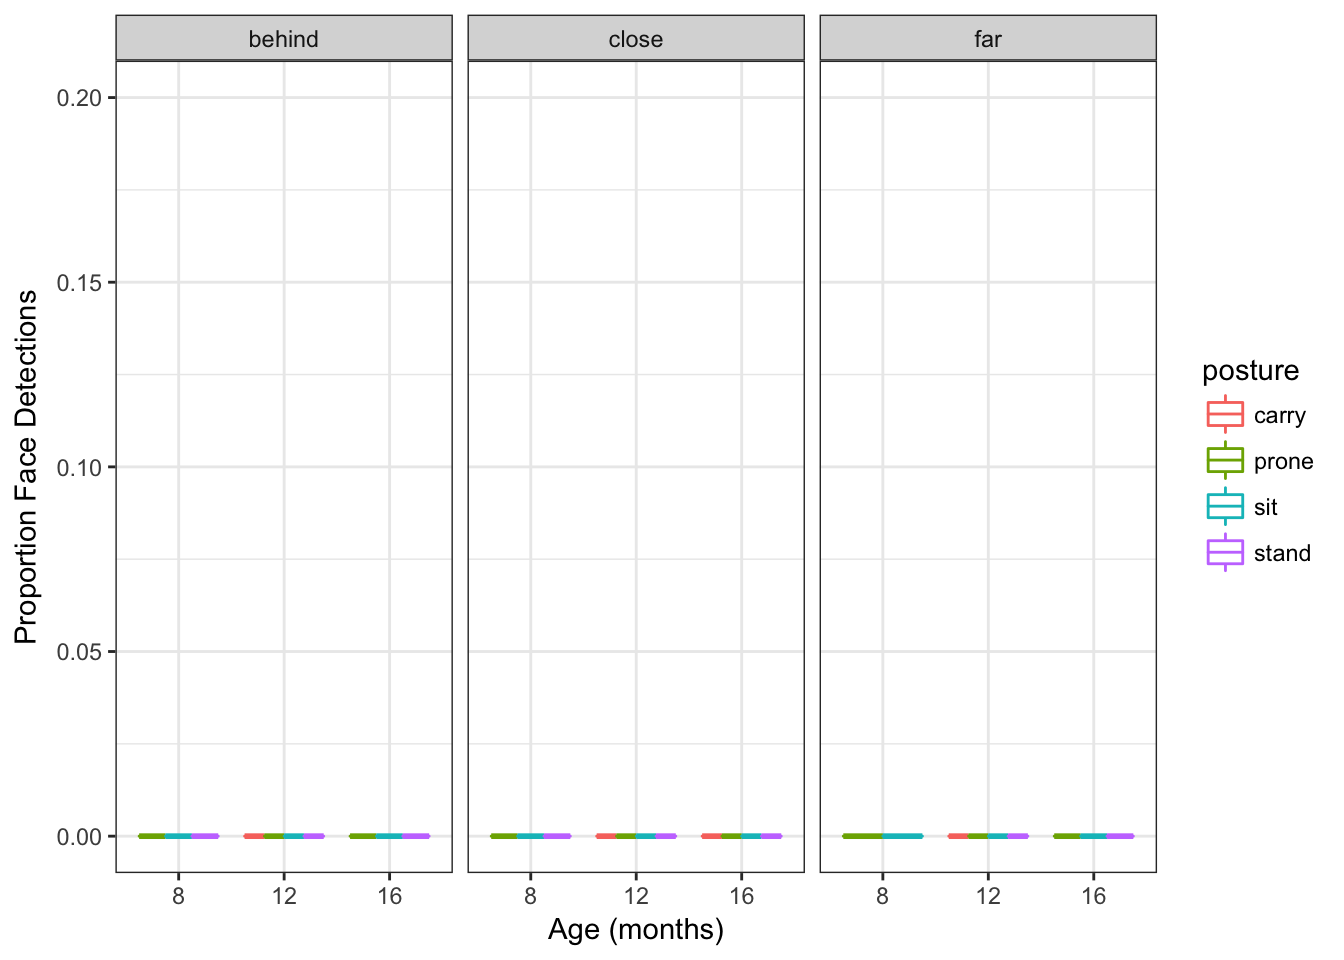 behind
close
far
0.20
0.15
0.10
0.05
0.00
Proportion Face Detections
8 12 16
8 12 16
8 12 16
Age (months)
posture
carry
prone
sit
stand